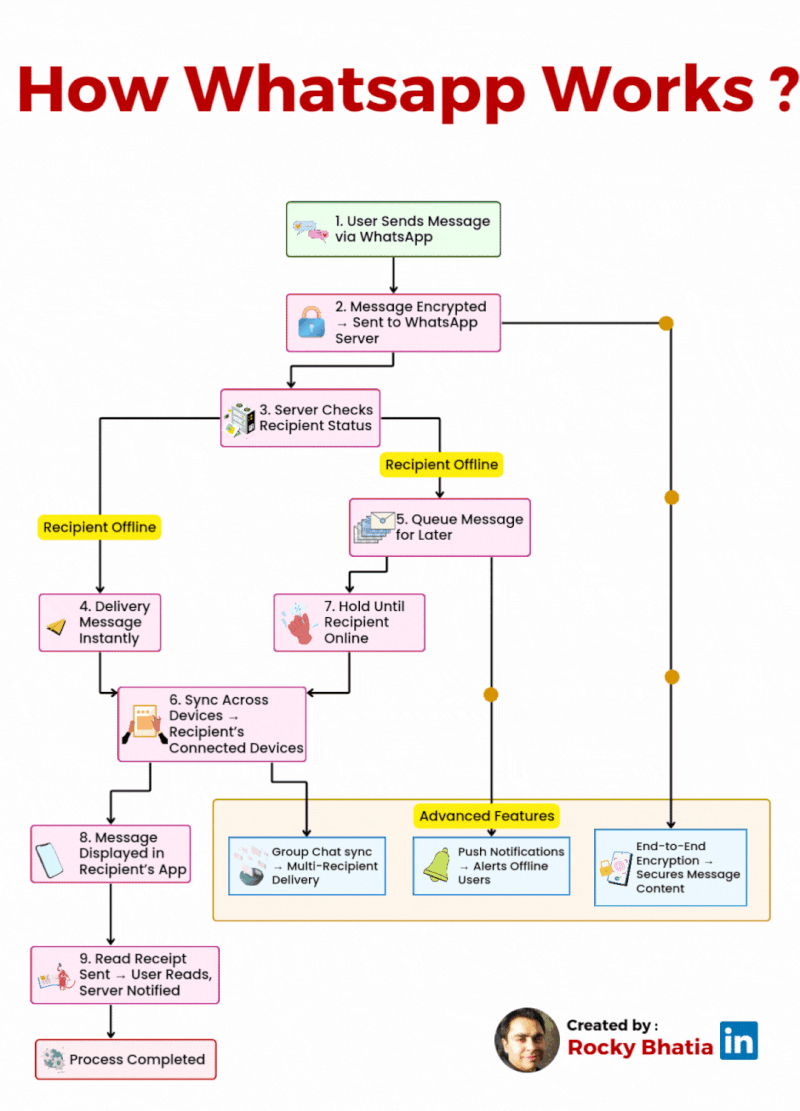 How Whatsapp Works ?
1. User Sends Message
via WhatsApp
2. Message Encrypted
→ Sent to WhatsApp
Server
3. Server Checks
Recipient Status
Recipient Offline
Recipient Offline
5. Queue Message
for Later
4. Delivery
Message
Instantly
7. Hold Until
Recipient
Online
6. Sync Across
Devices →
Recipient's
Connected Devices
Advanced Features
8. Message
Displayed in
Recipient's App
Group Chat sync
→ Multi-Recipient
Delivery
Push Notifications
→ Alerts Offline
Users
End-to-End
Encryption →
Secures Message
Content
9. Read Receipt
Sent → User Reads,
Server Notified
Process Completed
Created by :
Rocky Bhatia
in